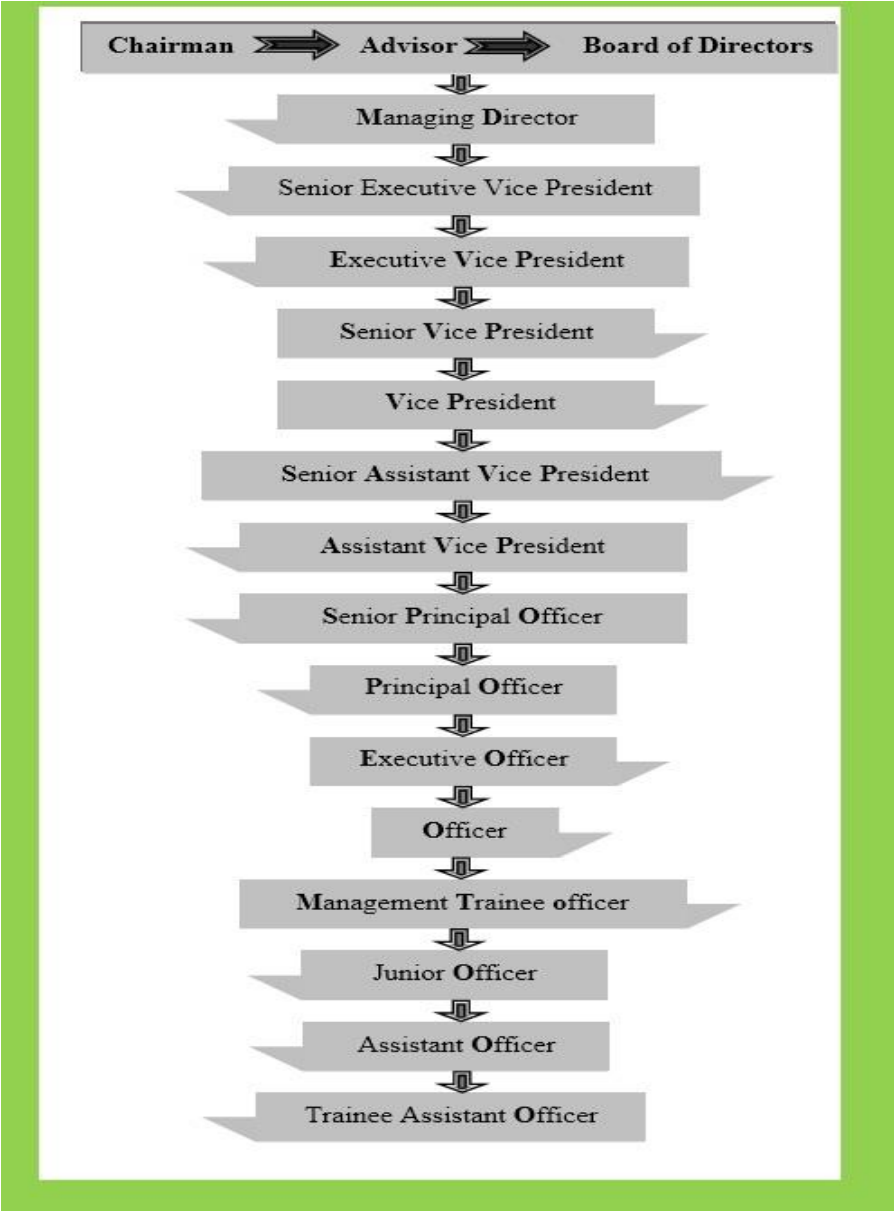 Chairman Advisor Board of Directors
Managing Director
Senior Executive Vice President
Executive Vice President
Senior Vice President
Vice President
Senior Assistant Vice President
Assistant Vice President
Senior Principal Officer
Principal Officer
Executive Officer
Officer
Management Trainee officer
Junior Officer
Assistant Officer
Trainee Assistant Officer